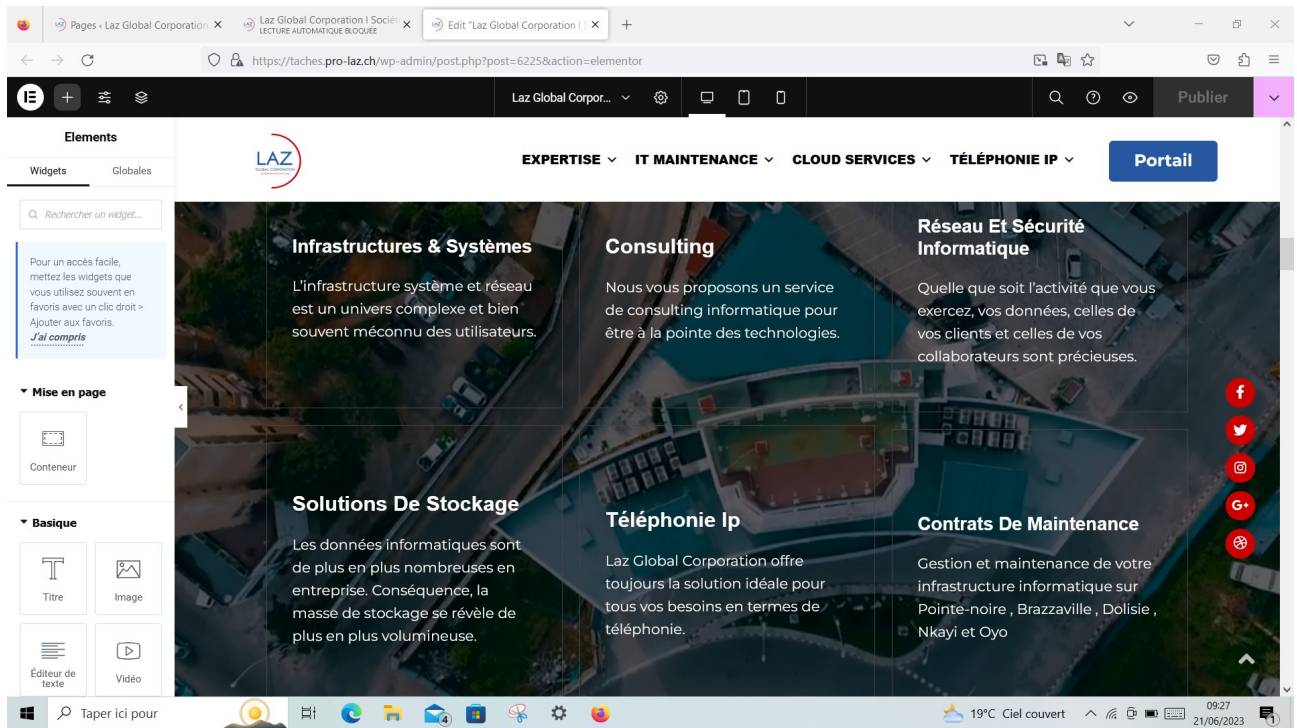 Pages ‹ Laz Global Corporation
Laz Global Corporation I Socié
LECTURE AUTOMATIQUE BLOQUÉE
Edit "Laz Global Corporation I S
https://taches.pro-laz.ch/wp-admin/post.php?post=6225&action=elementor
Laz Global Corpor...
Publier
Elements
Widgets
Globales
Rechercher un widget...
Pour un accès facile,
mettez les widgets que
vous utilisez souvent en
favoris avec un clic droit >
Ajouter aux favoris.
J'ai compris
Mise en page
Conteneur
Basique
Titre
Image
Éditeur de
texte
Vidéo
LAZ
EXPERTISE
IT MAINTENANCE
CLOUD SERVICES
TÉLÉPHONIE IP
Portail
Infrastructures & Systèmes
L'infrastructure système et réseau
est un univers complexe et bien
souvent méconnu des utilisateurs.
Consulting
Nous vous proposons un service
de consulting informatique pour
être à la pointe des technologies.
Réseau Et Sécurité
Informatique
Quelle que soit l'activité que vous
exercez, vos données, celles de
vos clients et celles de vos
collaborateurs sont précieuses.
Solutions De Stockage
Les données informatiques sont
de plus en plus nombreuses en
entreprise. Conséquence, la
masse de stockage se révèle de
plus en plus volumineuse.
Téléphonie Ip
Laz Global Corporation offre
toujours la solution idéale pour
tous vos besoins en termes de
téléphonie.
Contrats De Maintenance
Gestion et maintenance de votre
infrastructure informatique sur
Pointe-noire , Brazzaville , Dolisie ,
Nkayi et Oyo
G+
Taper ici pour
4
19°C Ciel couvert
09:27
21/06/2023
1